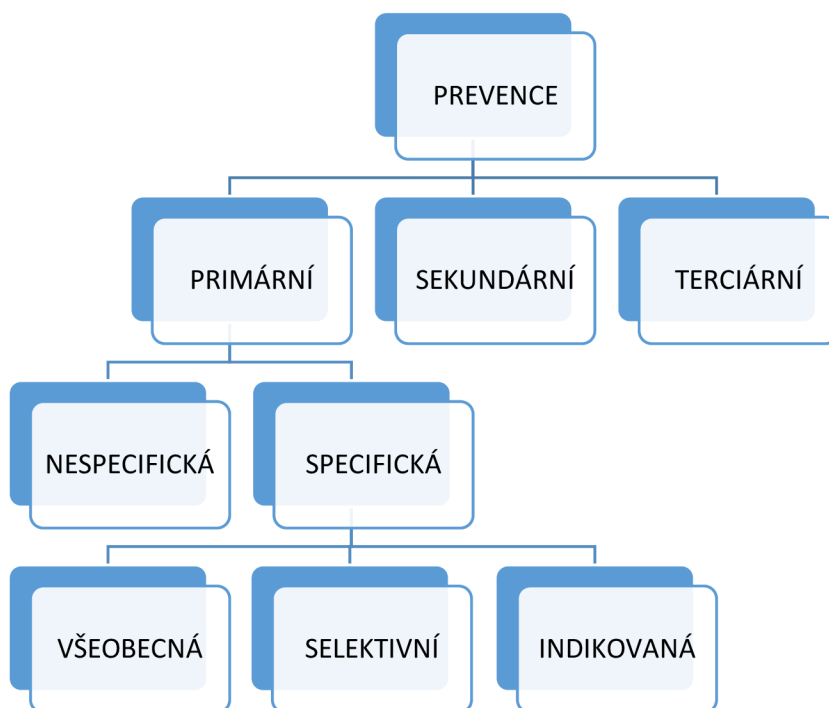 PREVENCE
PRIMÁRNÍ
SEKUNDÁRNÍ
TERCIÁRNÍ
NESPECIFICKÁ
SPECIFICKÁ
VŠEOBECNÁ
SELEKTIVNÍ
INDIKOVANÁ